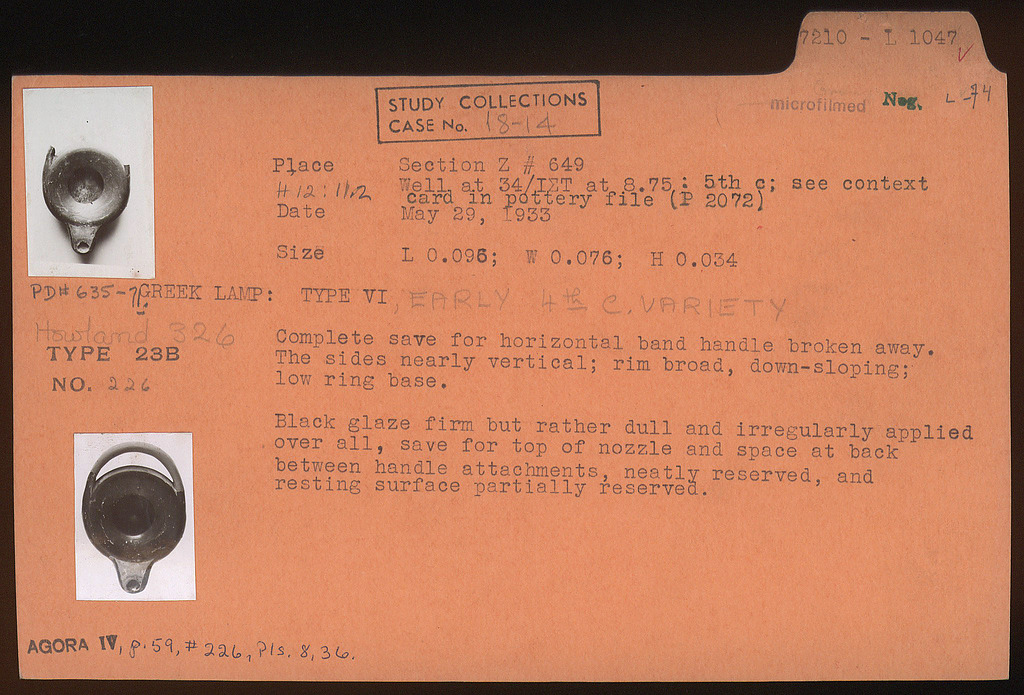 7210 - L 1047
microfilmed Neg. L-74
STUDY COLLECTIONS
CASE No. 18-14
Place Section Z # 649
H 12:11,2 Well at 34/ΙΣΤ at 8.75: 5th c; see context
card in pottery file (P 2072)
Date May 29, 1933
Size L 0.096; W 0.076; H 0.034
PD# 635-7 GREEK LAMP: TYPE VI, EARLY 4th C. VARIETY
Howland 326
TYPE 23B
NO. 226
Complete save for horizontal band handle broken away.
The sides nearly vertical; rim broad, down-sloping;
low ring base.
Black glaze firm but rather dull and irregularly applied
over all, save for top of nozzle and space at back
between handle attachments, neatly reserved, and
resting surface partially reserved.
AGORA IV, p. 59, # 226, Pls. 8, 36.